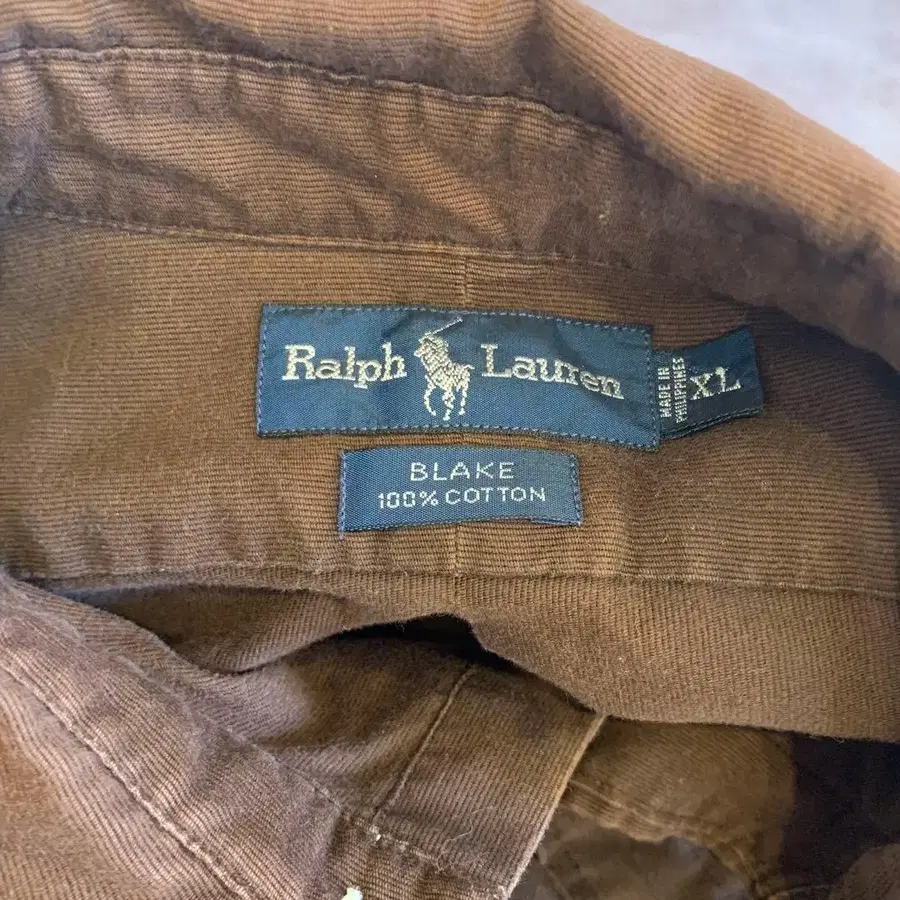 Ralph Lauren
MADE IN
PHILIPPINES
XL
BLAKE
100% COTTON